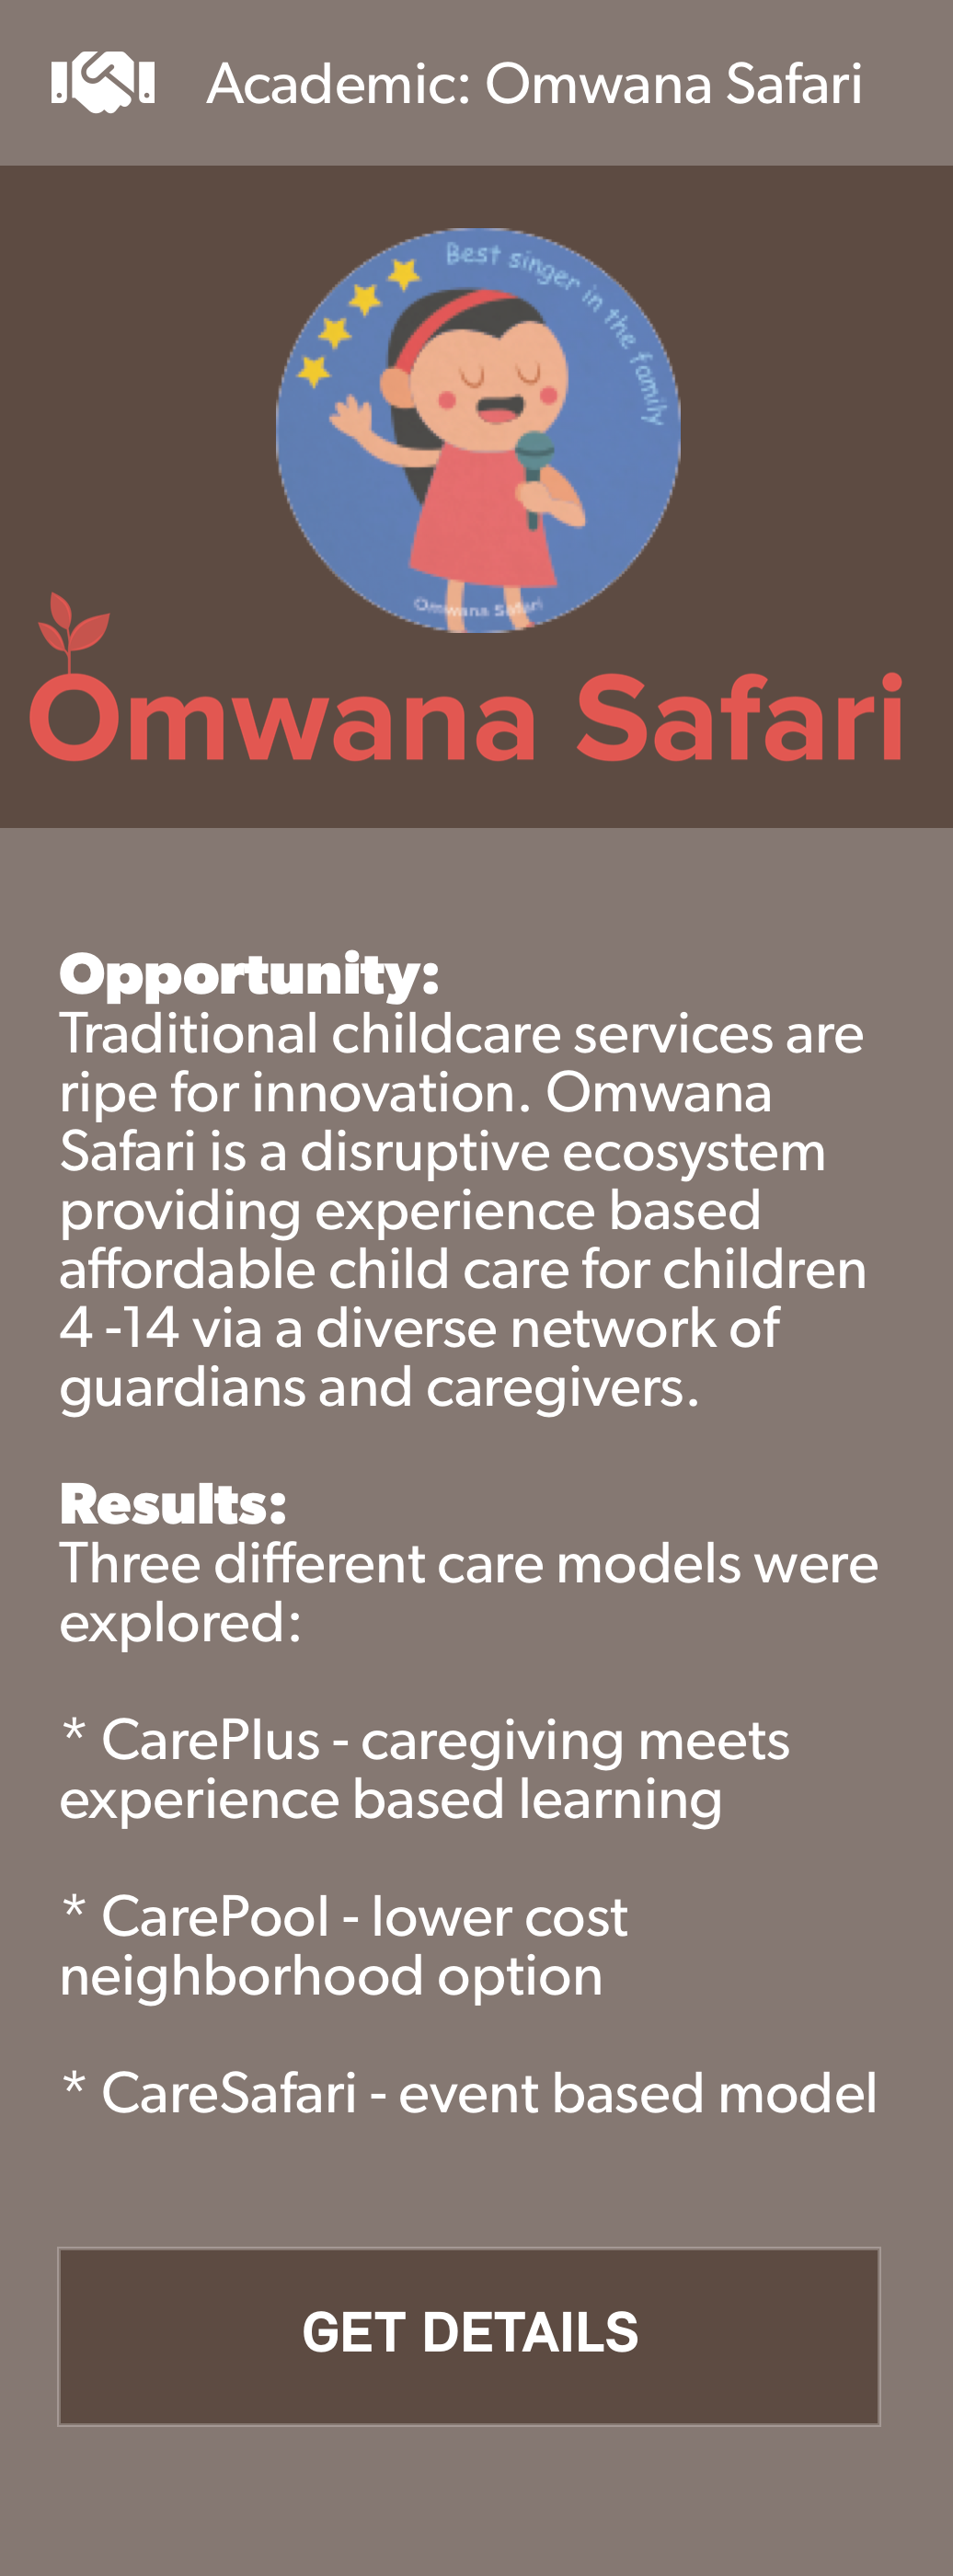 Academic: Omwana Safari
Best singer in the family
Omwana Safari
Omwana Safari
Opportunity:
Traditional childcare services are
ripe for innovation. Omwana
Safari is a disruptive ecosystem
providing experience based
affordable child care for children
4 -14 via a diverse network of
guardians and caregivers.
Results:
Three different care models were
explored:
* CarePlus - caregiving meets
experience based learning
* CarePool - lower cost
neighborhood option
* CareSafari - event based model
GET DETAILS